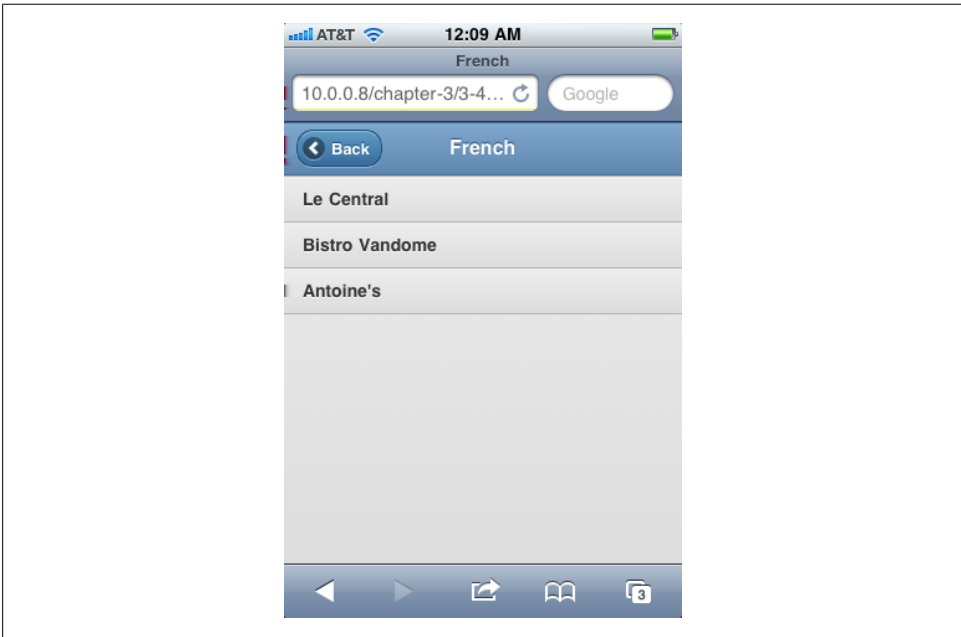 AT&T 12:09 AM
French
10.0.0.8/chapter-3/3-4... Google
Back French
Le Central
Bistro Vandome
Antoine's
3